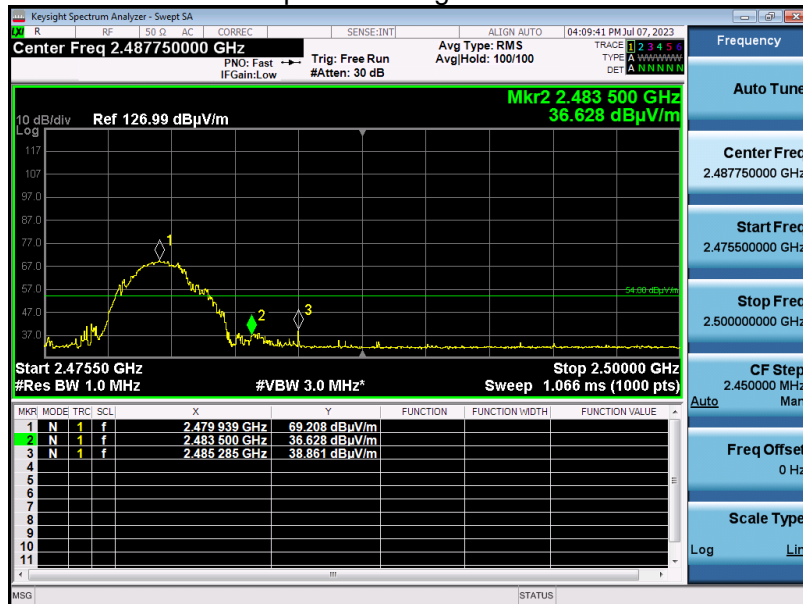 Keysight Spectrum Analyzer - Swept SA
LXI R RF 50 Ω AC CORREC SENSE:INT ALIGN AUTO 04:09:41 PM Jul 07, 2023
Center Freq 2.487750000 GHz
PNO: Fast
IFGain:Low
Trig: Free Run
#Atten: 30 dB
Avg Type: RMS
Avg|Hold: 100/100
TRACE 1 2 3 4 5 6
TYPE A WWWWW
DET A N N N N N
Mkr2 2.483 500 GHz
36.628 dBµV/m
10 dB/div Ref 126.99 dBµV/m
Log
117
107
97.0
87.0
77.0
67.0
57.0
47.0
37.0
1
2
3
54.00 dBµV/m
Start 2.47550 GHz Stop 2.50000 GHz
#Res BW 1.0 MHz #VBW 3.0 MHz* Sweep 1.066 ms (1000 pts)
MKR MODE TRC SCL X Y FUNCTION FUNCTION WIDTH FUNCTION VALUE
1 N 1 f 2.479 939 GHz 69.208 dBµV/m
2 N 1 f 2.483 500 GHz 36.628 dBµV/m
3 N 1 f 2.485 285 GHz 38.861 dBµV/m
4
5
6
7
8
9
10
11
MSG STATUS
Frequency
Auto Tune
Center Freq
2.487750000 GHz
Start Freq
2.475500000 GHz
Stop Freq
2.500000000 GHz
CF Step
2.450000 MHz
Auto Man
Freq Offset
0 Hz
Scale Type
Log Lin